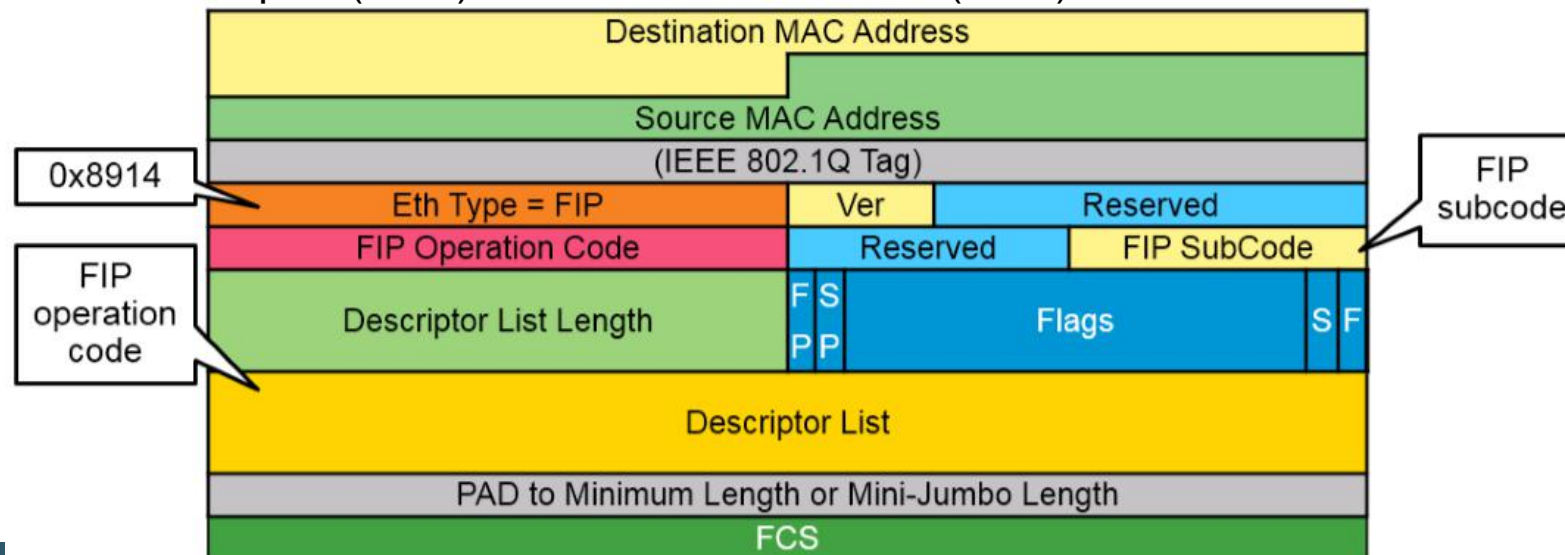 Destination MAC Address
Source MAC Address
(IEEE 802.1Q Tag)
0x8914
Eth Type = FIP
Ver
Reserved
FIP
subcode
FIP Operation Code
Reserved
FIP SubCode
FIP
operation
code
Descriptor List Length
F S
P P
Flags
S F
Descriptor List
PAD to Minimum Length or Mini-Jumbo Length
FCS